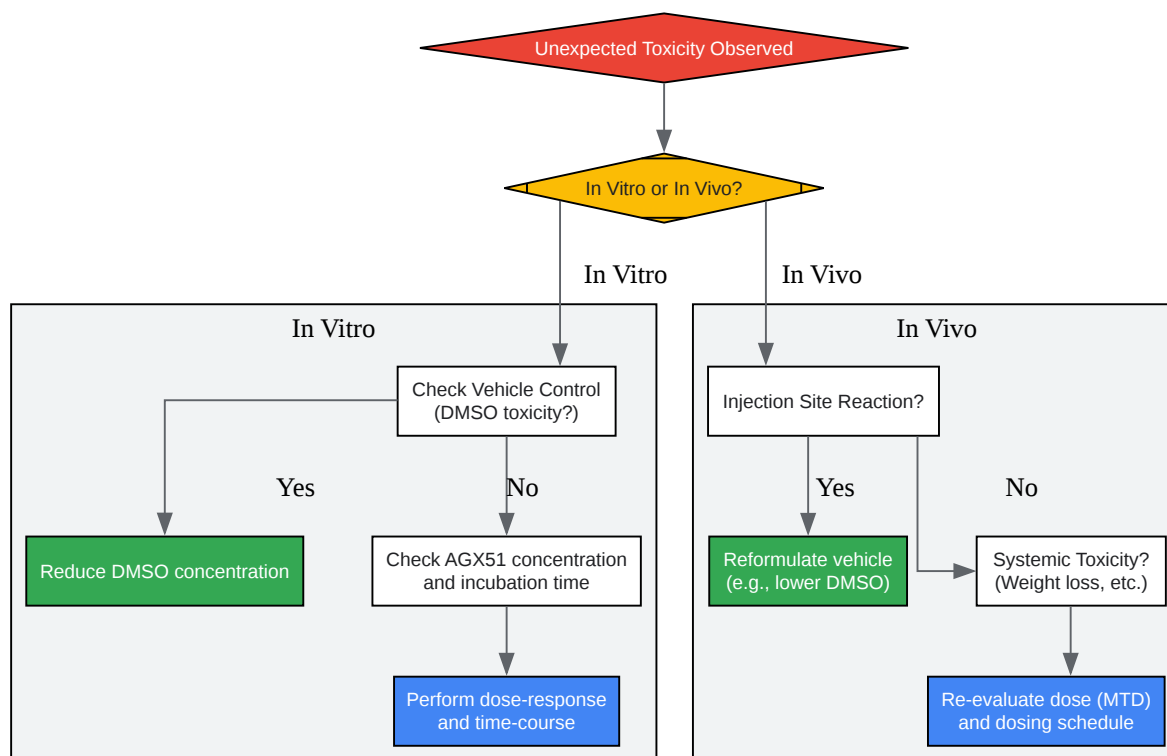 Unexpected Toxicity Observed
In Vitro or In Vivo?
In Vitro
In Vivo
In Vitro
In Vivo
Check Vehicle Control
(DMSO toxicity?)
Injection Site Reaction?
Yes
No
Yes
No
Reduce DMSO concentration
Check AGX51 concentration
and incubation time
Reformulate vehicle
(e.g., lower DMSO)
Systemic Toxicity?
(Weight loss, etc.)
Perform dose-response
and time-course
Re-evaluate dose (MTD)
and dosing schedule